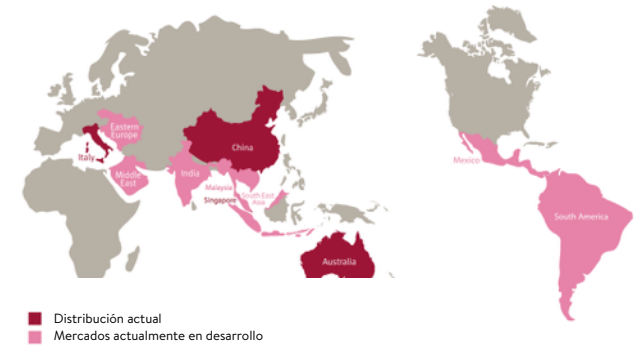 Eastern
Europe
Italy
China
Middle
East
India
Malaysia
South East
Asia
Singapore
Australia
Mexico
South America
Distribución actual
Mercados actualmente en desarrollo